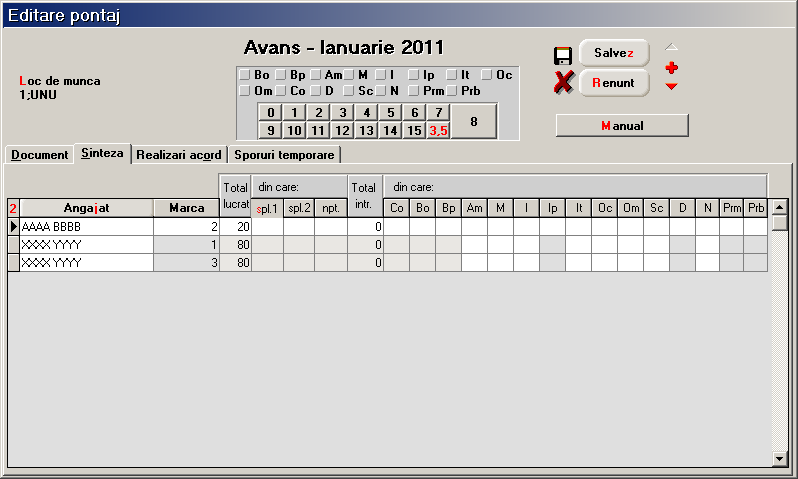 Editare pontaj
Avans - Ianuarie 2011
Loc de munca
1;UNU
Bo Bp Am M I Ip It Oc
Om Co D Sc N Prm Prb
0 1 2 3 4 5 6 7 8
9 10 11 12 13 14 15 3,5
Salvez
Renunt
Manual
Document Sinteza Realizari acord Sporuri temporare
Total lucrat din care: Total intr. din care:
2 Angajat Marca spl.1 spl.2 npt. Co Bo Bp Am M I Ip It Oc Om Sc D N Prm Prb
AAAA BBBB 2 20 0
XXXX YYYY 1 80 0
XXXX YYYY 3 80 0